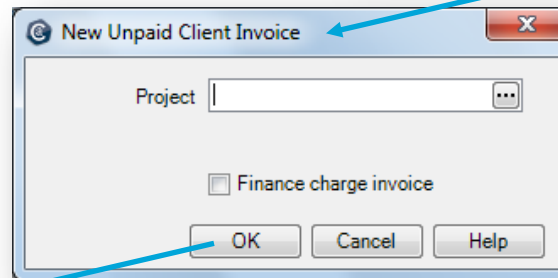 New Unpaid Client Invoice
Project
Finance charge invoice
OK Cancel Help